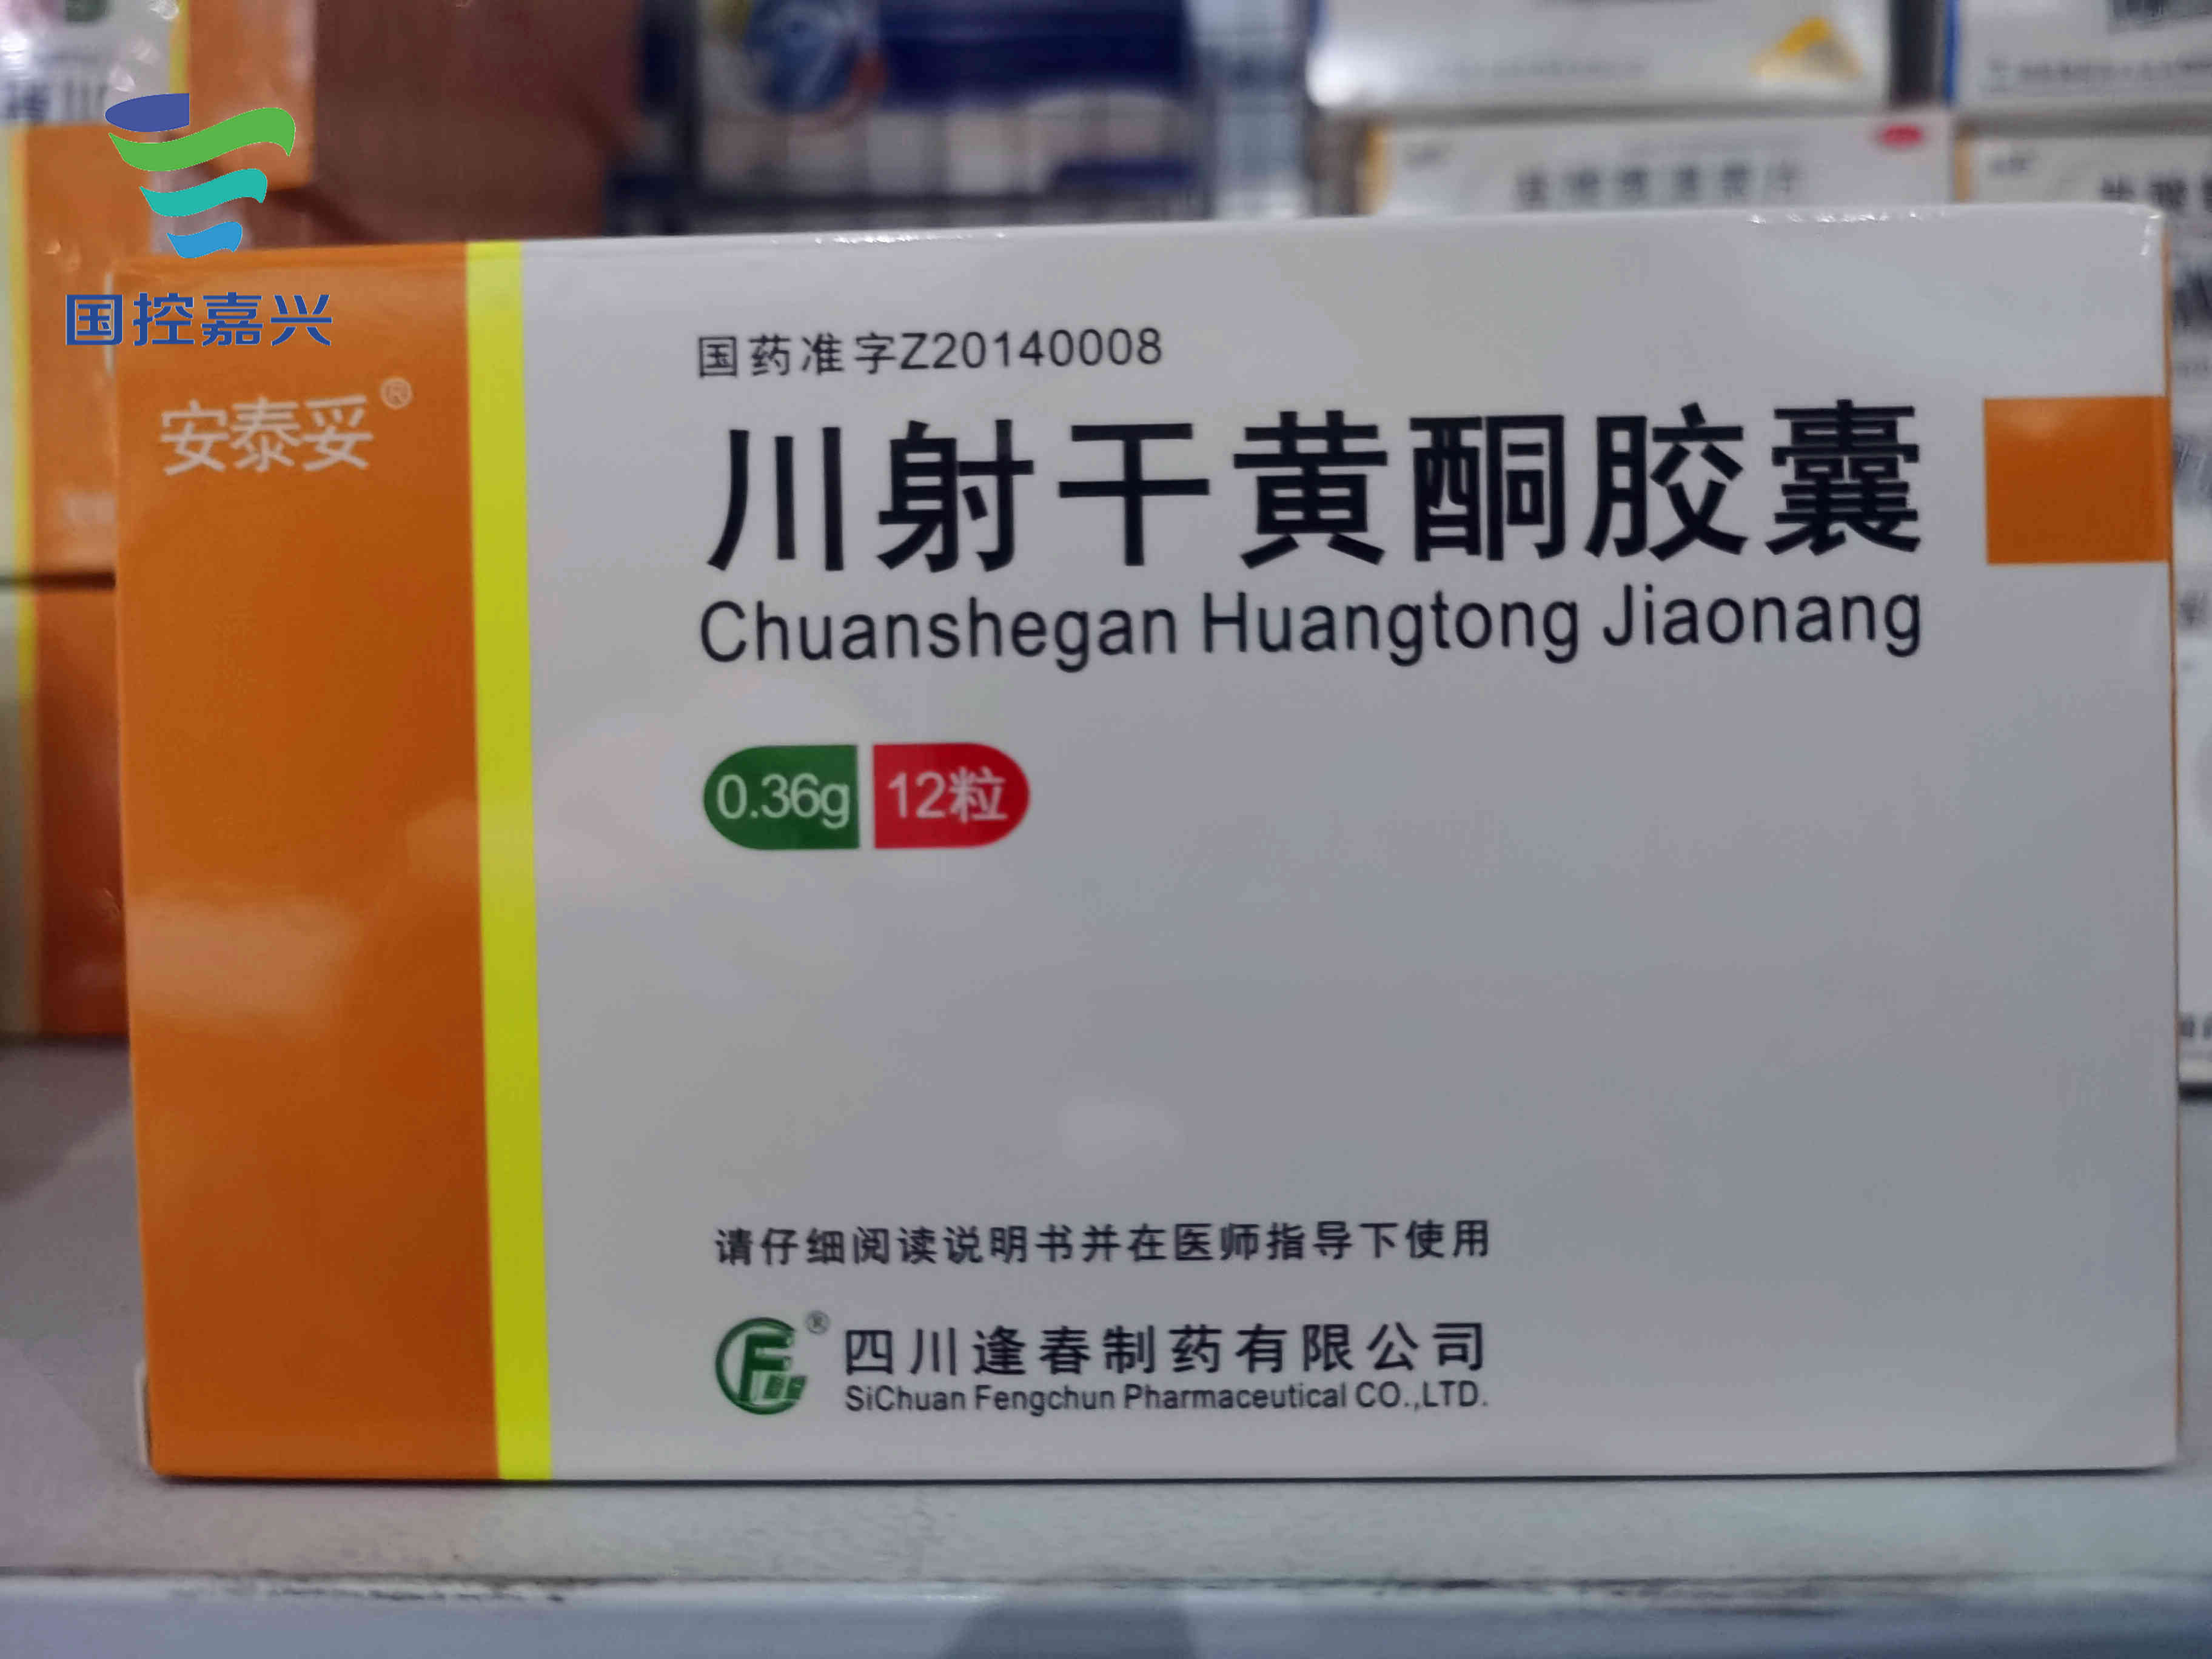 国控嘉兴
安泰妥®
国药准字Z20140008
川射干黄酮胶囊
Chuanshegan Huangtong Jiaonang
0.36g 12粒
请仔细阅读说明书并在医师指导下使用
® 四川逢春制药有限公司
SiChuan Fengchun Pharmaceutical CO.,LTD.